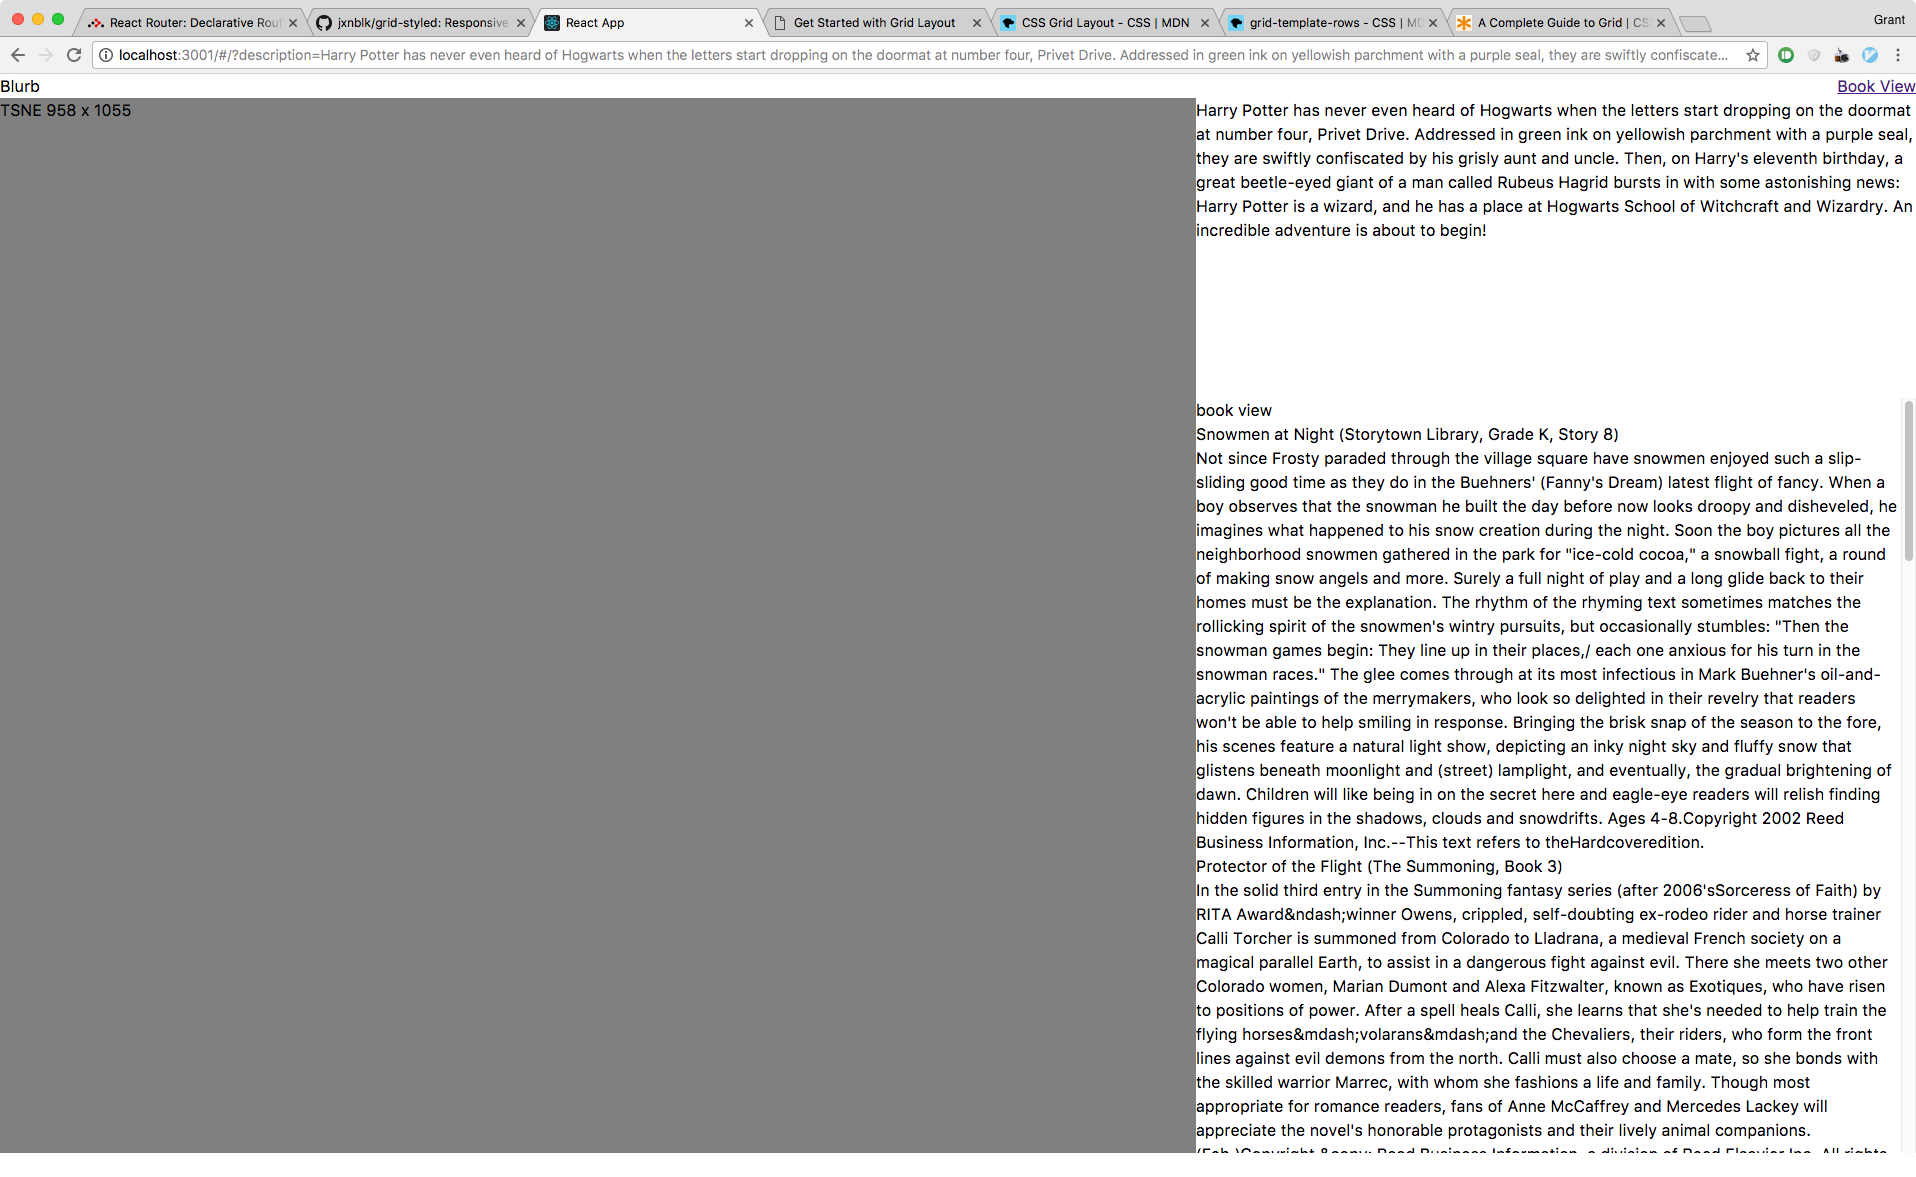 React Router: Declarative Rout
jxnblk/grid-styled: Responsive
React App
Get Started with Grid Layout
CSS Grid Layout - CSS | MDN
grid-template-rows - CSS | MD
A Complete Guide to Grid | CS
Grant
localhost:3001/#/?description=Harry Potter has never even heard of Hogwarts when the letters start dropping on the doormat at number four, Privet Drive. Addressed in green ink on yellowish parchment with a purple seal, they are swiftly confiscate...
Blurb
Book View
TSNE 958 x 1055
Harry Potter has never even heard of Hogwarts when the letters start dropping on the doormat
at number four, Privet Drive. Addressed in green ink on yellowish parchment with a purple seal,
they are swiftly confiscated by his grisly aunt and uncle. Then, on Harry's eleventh birthday, a
great beetle-eyed giant of a man called Rubeus Hagrid bursts in with some astonishing news:
Harry Potter is a wizard, and he has a place at Hogwarts School of Witchcraft and Wizardry. An
incredible adventure is about to begin!
book view
Snowmen at Night (Storytown Library, Grade K, Story 8)
Not since Frosty paraded through the village square have snowmen enjoyed such a slip-
sliding good time as they do in the Buehners' (Fanny's Dream) latest flight of fancy. When a
boy observes that the snowman he built the day before now looks droopy and disheveled, he
imagines what happened to his snow creation during the night. Soon the boy pictures all the
neighborhood snowmen gathered in the park for "ice-cold cocoa," a snowball fight, a round
of making snow angels and more. Surely a full night of play and a long glide back to their
homes must be the explanation. The rhythm of the rhyming text sometimes matches the
rollicking spirit of the snowmen's wintry pursuits, but occasionally stumbles: "Then the
snowman games begin: They line up in their places,/ each one anxious for his turn in the
snowman races." The glee comes through at its most infectious in Mark Buehner's oil-and-
acrylic paintings of the merrymakers, who look so delighted in their revelry that readers
won't be able to help smiling in response. Bringing the brisk snap of the season to the fore,
his scenes feature a natural light show, depicting an inky night sky and fluffy snow that
glistens beneath moonlight and (street) lamplight, and eventually, the gradual brightening of
dawn. Children will like being in on the secret here and eagle-eye readers will relish finding
hidden figures in the shadows, clouds and snowdrifts. Ages 4-8.Copyright 2002 Reed
Business Information, Inc.--This text refers to theHardcoveredition.
Protector of the Flight (The Summoning, Book 3)
In the solid third entry in the Summoning fantasy series (after 2006'sSorceress of Faith) by
RITA Award&ndash;winner Owens, crippled, self-doubting ex-rodeo rider and horse trainer
Calli Torcher is summoned from Colorado to Lladrana, a medieval French society on a
magical parallel Earth, to assist in a dangerous fight against evil. There she meets two other
Colorado women, Marian Dumont and Alexa Fitzwalter, known as Exotiques, who have risen
to positions of power. After a spell heals Calli, she learns that she's needed to help train the
flying horses&mdash;volarans&mdash;and the Chevaliers, their riders, who form the front
lines against evil demons from the north. Calli must also choose a mate, so she bonds with
the skilled warrior Marrec, with whom she fashions a life and family. Though most
appropriate for romance readers, fans of Anne McCaffrey and Mercedes Lackey will
appreciate the novel's honorable protagonists and their lively animal companions.
(Feb.)Copyright &copy; Reed Business Information, a division of Reed Elsevier Inc. All rights